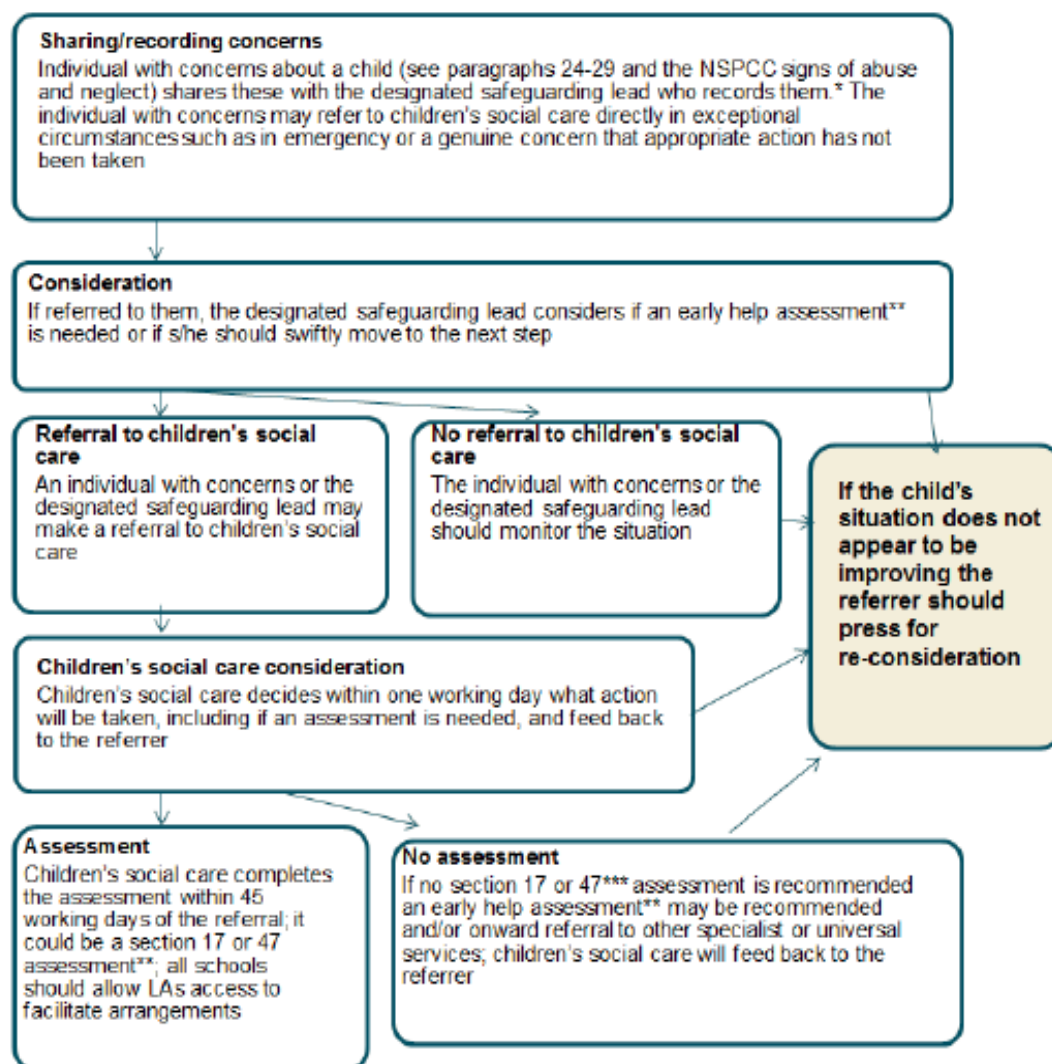 Sharing/recording concerns
Individual with concerns about a child (see paragraphs 24-29 and the NSPCC signs of abuse
and neglect) shares these with the designated safeguarding lead who records them.* The
individual with concerns may refer to children's social care directly in exceptional
circumstances such as in emergency or a genuine concern that appropriate action has not
been taken
Consideration
If referred to them, the designated safeguarding lead considers if an early help assessment**
is needed or if s/he should swiftly move to the next step
Referral to children's social
care
An individual with concerns or the
designated safeguarding lead may
make a referral to children's social
care
No referral to children's social
care
The individual with concerns or the
designated safeguarding lead
should monitor the situation
If the child's
situation does not
appear to be
improving the
referrer should
press for
re-consideration
Children's social care consideration
Children's social care decides within one working day what action
will be taken, including if an assessment is needed, and feed back
to the referrer
Assessment
Children's social care completes
the assessment within 45
working days of the referral; it
could be a section 17 or 47
assessment**; all schools
should allow LAs access to
facilitate arrangements
No assessment
If no section 17 or 47*** assessment is recommended
an early help assessment** may be recommended
and/or onward referral to other specialist or universal
services; children's social care will feed back to the
referrer